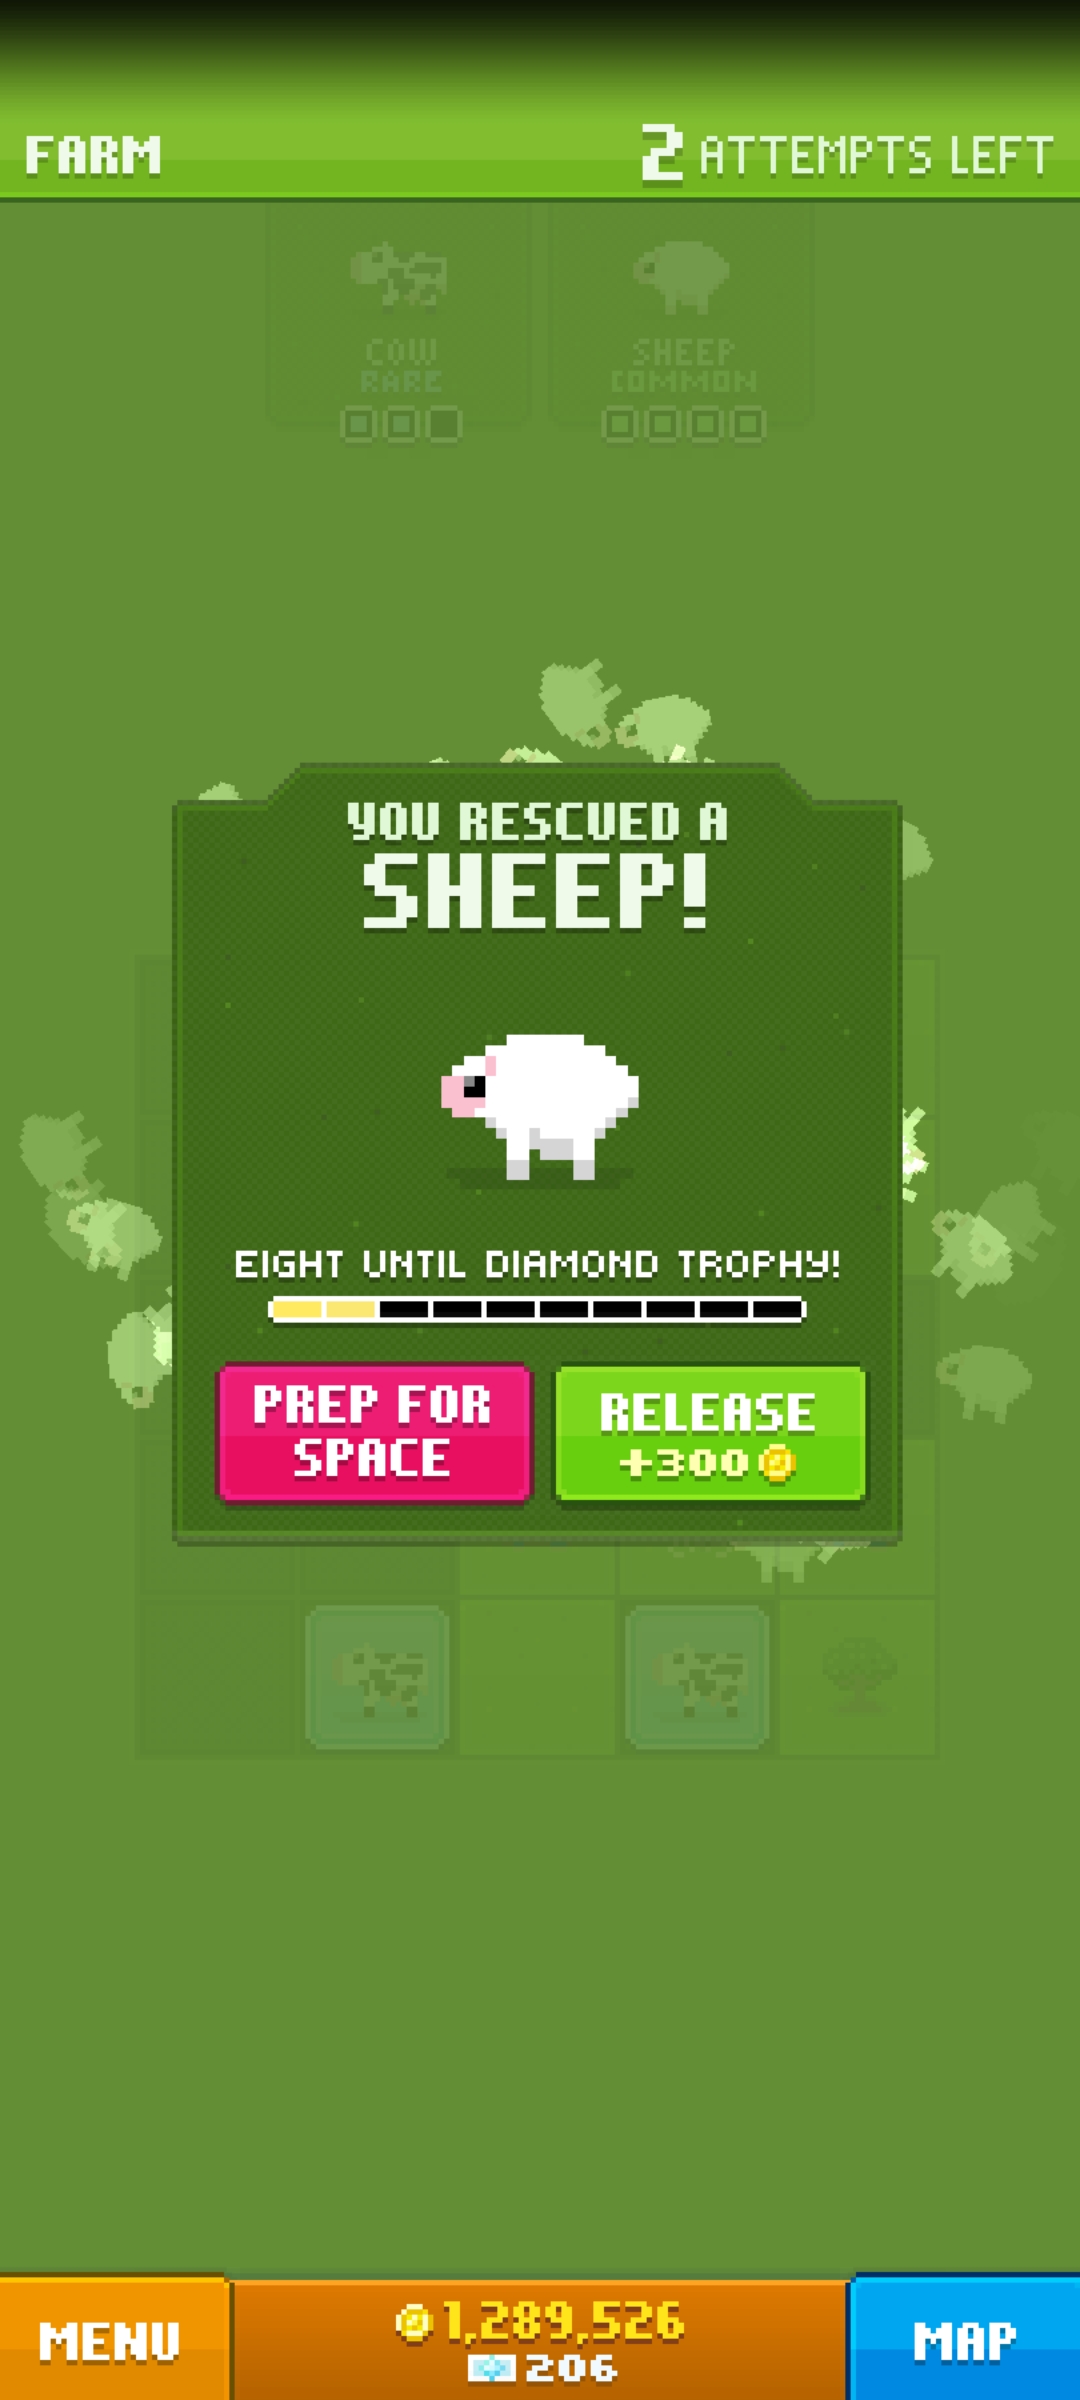 FARM
2 ATTEMPTS LEFT
COW
RARE
SHEEP
COMMON
YOU RESCUED A
SHEEP!
EIGHT UNTIL DIAMOND TROPHY!
PREP FOR
SPACE
RELEASE
+300
MENU
1,289,526
206
MAP